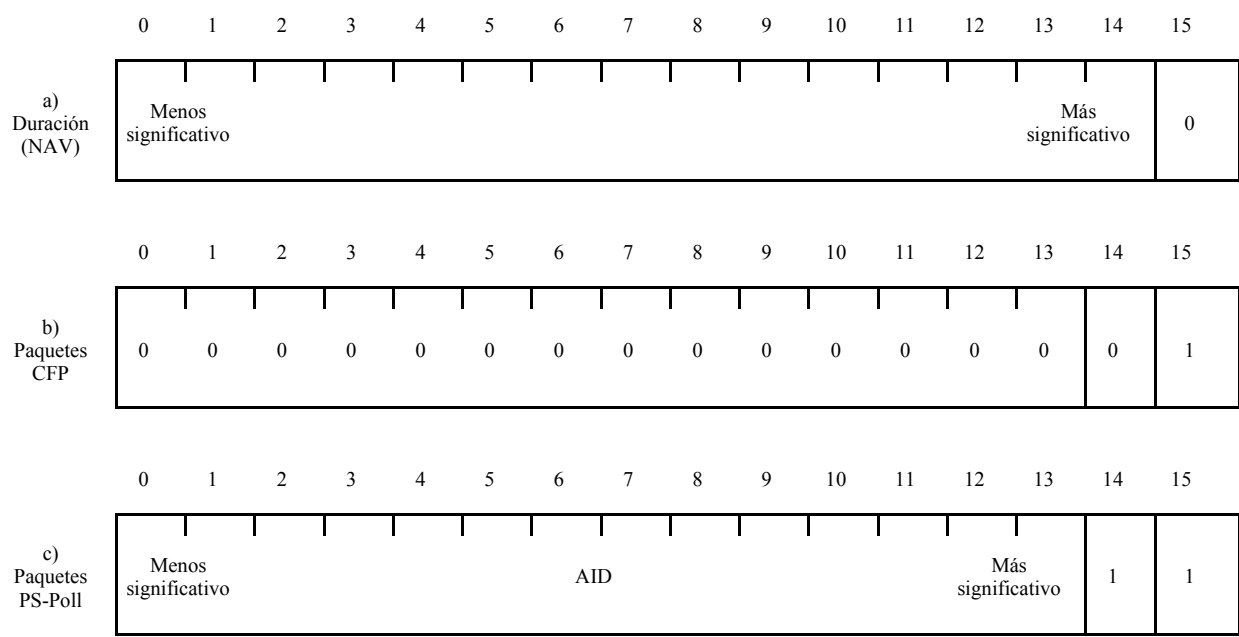 0 1 2 3 4 5 6 7 8 9 10 11 12 13 14 15
a)
Duración
(NAV)
Menos
significativo
Más
significativo
0
0 1 2 3 4 5 6 7 8 9 10 11 12 13 14 15
b)
Paquetes
CFP
0 0 0 0 0 0 0 0 0 0 0 0 0 0 0 1
0 1 2 3 4 5 6 7 8 9 10 11 12 13 14 15
c)
Paquetes
PS-Poll
Menos
significativo
AID
Más
significativo
1 1